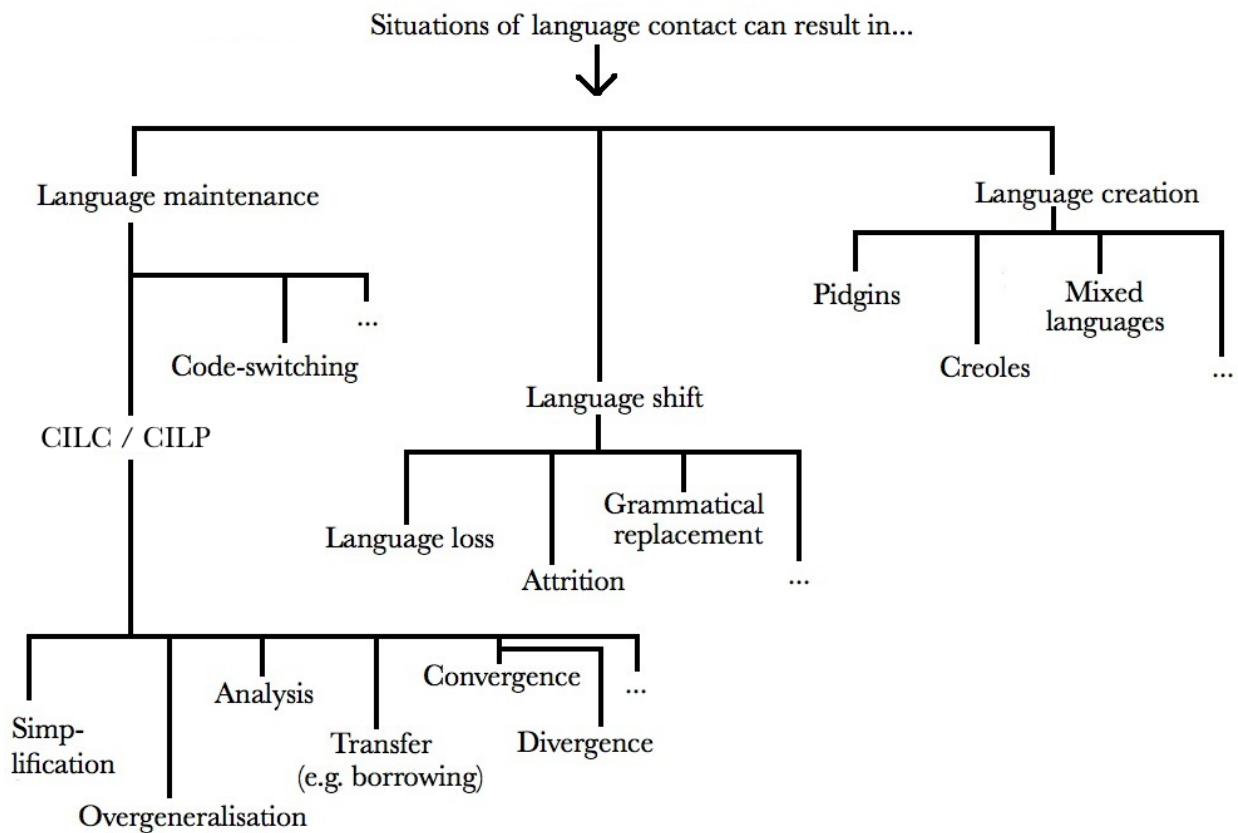 Situations of language contact can result in...
Language maintenance
Language creation
Pidgins
Mixed
languages
...
Code-switching
Creoles
...
Language shift
CILC / CILP
Grammatical
replacement
Language loss
Attrition
...
Convergence
...
Analysis
Simp-
lification
Transfer
(e.g. borrowing)
Divergence
Overgeneralisation